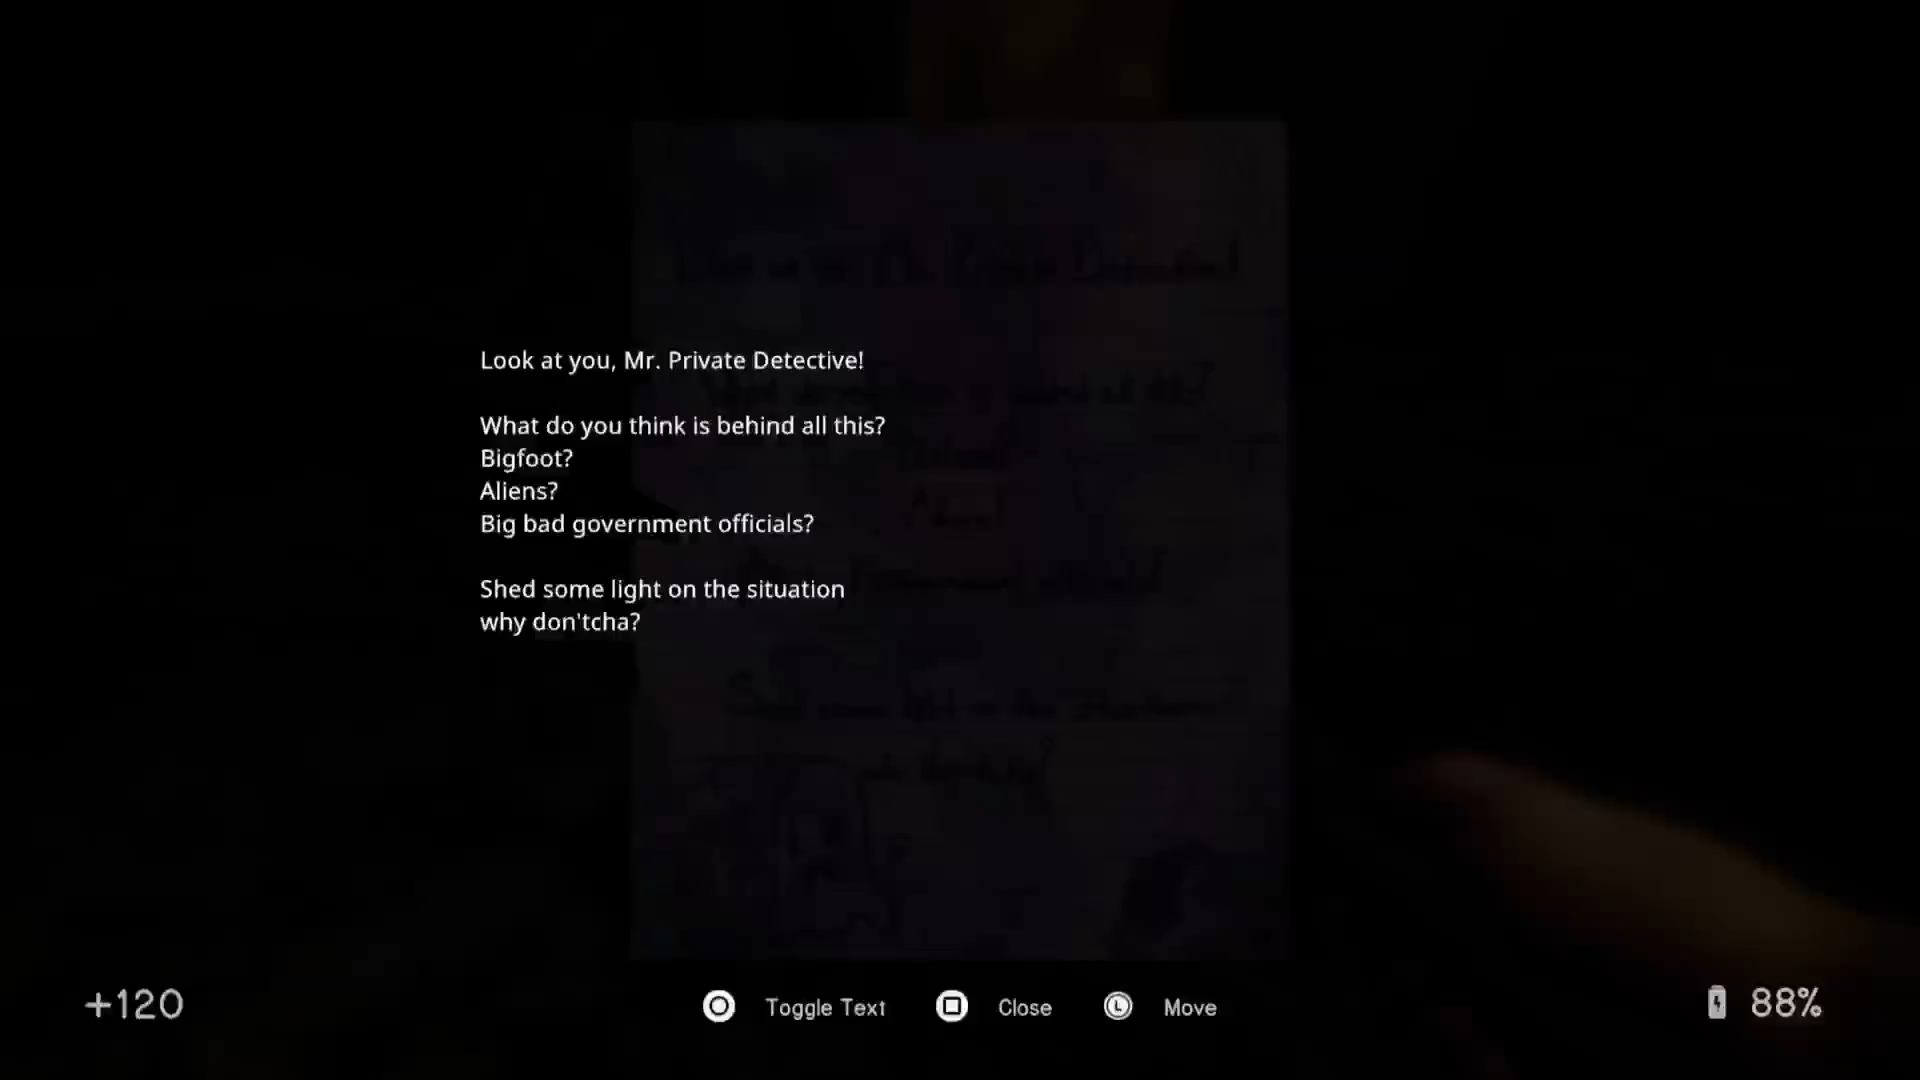 Look at you, Mr. Private Detective!
What do you think is behind all this?
Bigfoot?
Aliens?
Big bad government officials?
Shed some light on the situation
why don'tcha?
+120
Toggle Text
Close
L
Move
88%